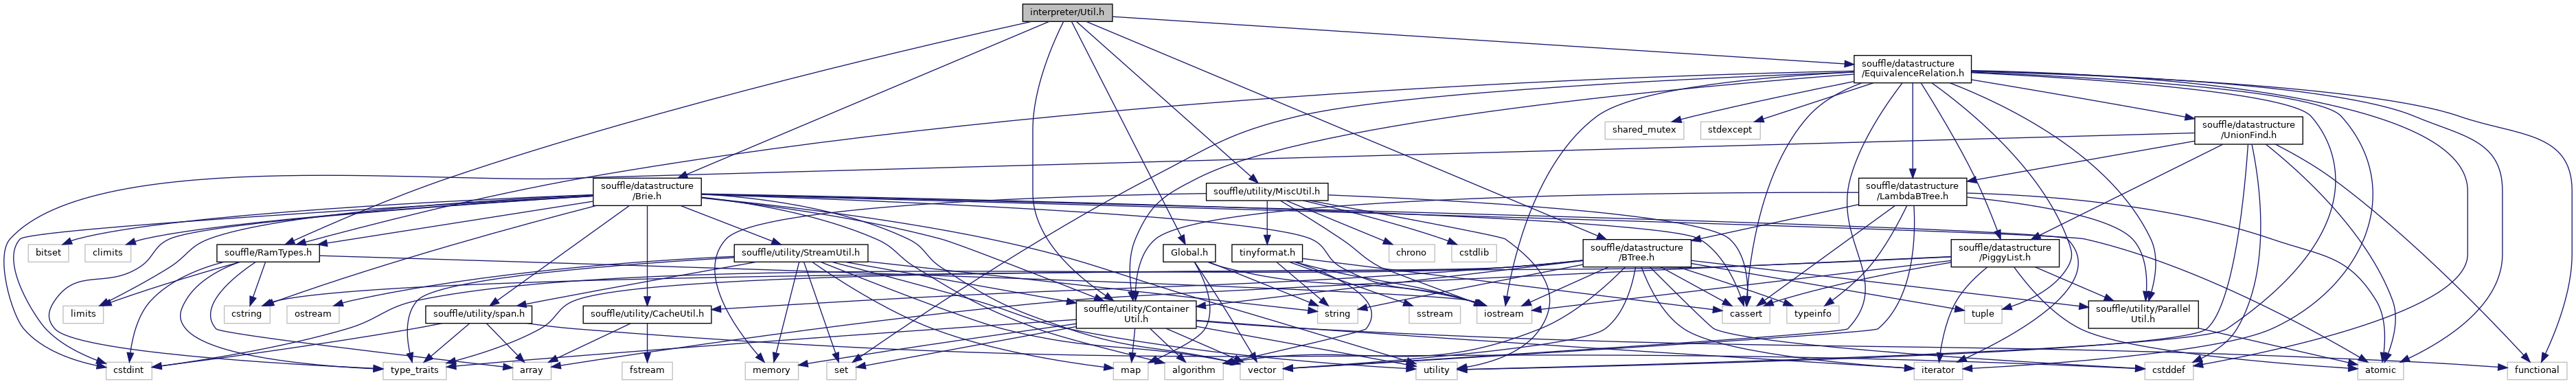 interpreter/Util.h
souffle/datastructure
/EquivalenceRelation.h
shared_mutex
stdexcept
souffle/datastructure
/UnionFind.h
souffle/datastructure
/Brie.h
souffle/utility/MiscUtil.h
souffle/datastructure
/LambdaBTree.h
bitset
climits
souffle/RamTypes.h
souffle/utility/StreamUtil.h
Global.h
tinyformat.h
chrono
cstdlib
souffle/datastructure
/BTree.h
souffle/datastructure
/PiggyList.h
limits
cstring
ostream
souffle/utility/span.h
souffle/utility/CacheUtil.h
souffle/utility/Container
Util.h
string
sstream
iostream
cassert
typeinfo
tuple
souffle/utility/Parallel
Util.h
cstdint
type_traits
array
fstream
memory
set
map
algorithm
vector
utility
iterator
cstddef
atomic
functional